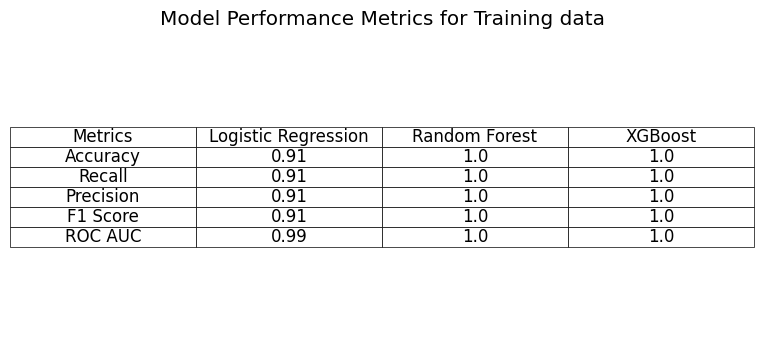 Model Performance Metrics for Training data
Metrics Logistic Regression Random Forest XGBoost
Accuracy 0.91 1.0 1.0
Recall 0.91 1.0 1.0
Precision 0.91 1.0 1.0
F1 Score 0.91 1.0 1.0
ROC AUC 0.99 1.0 1.0